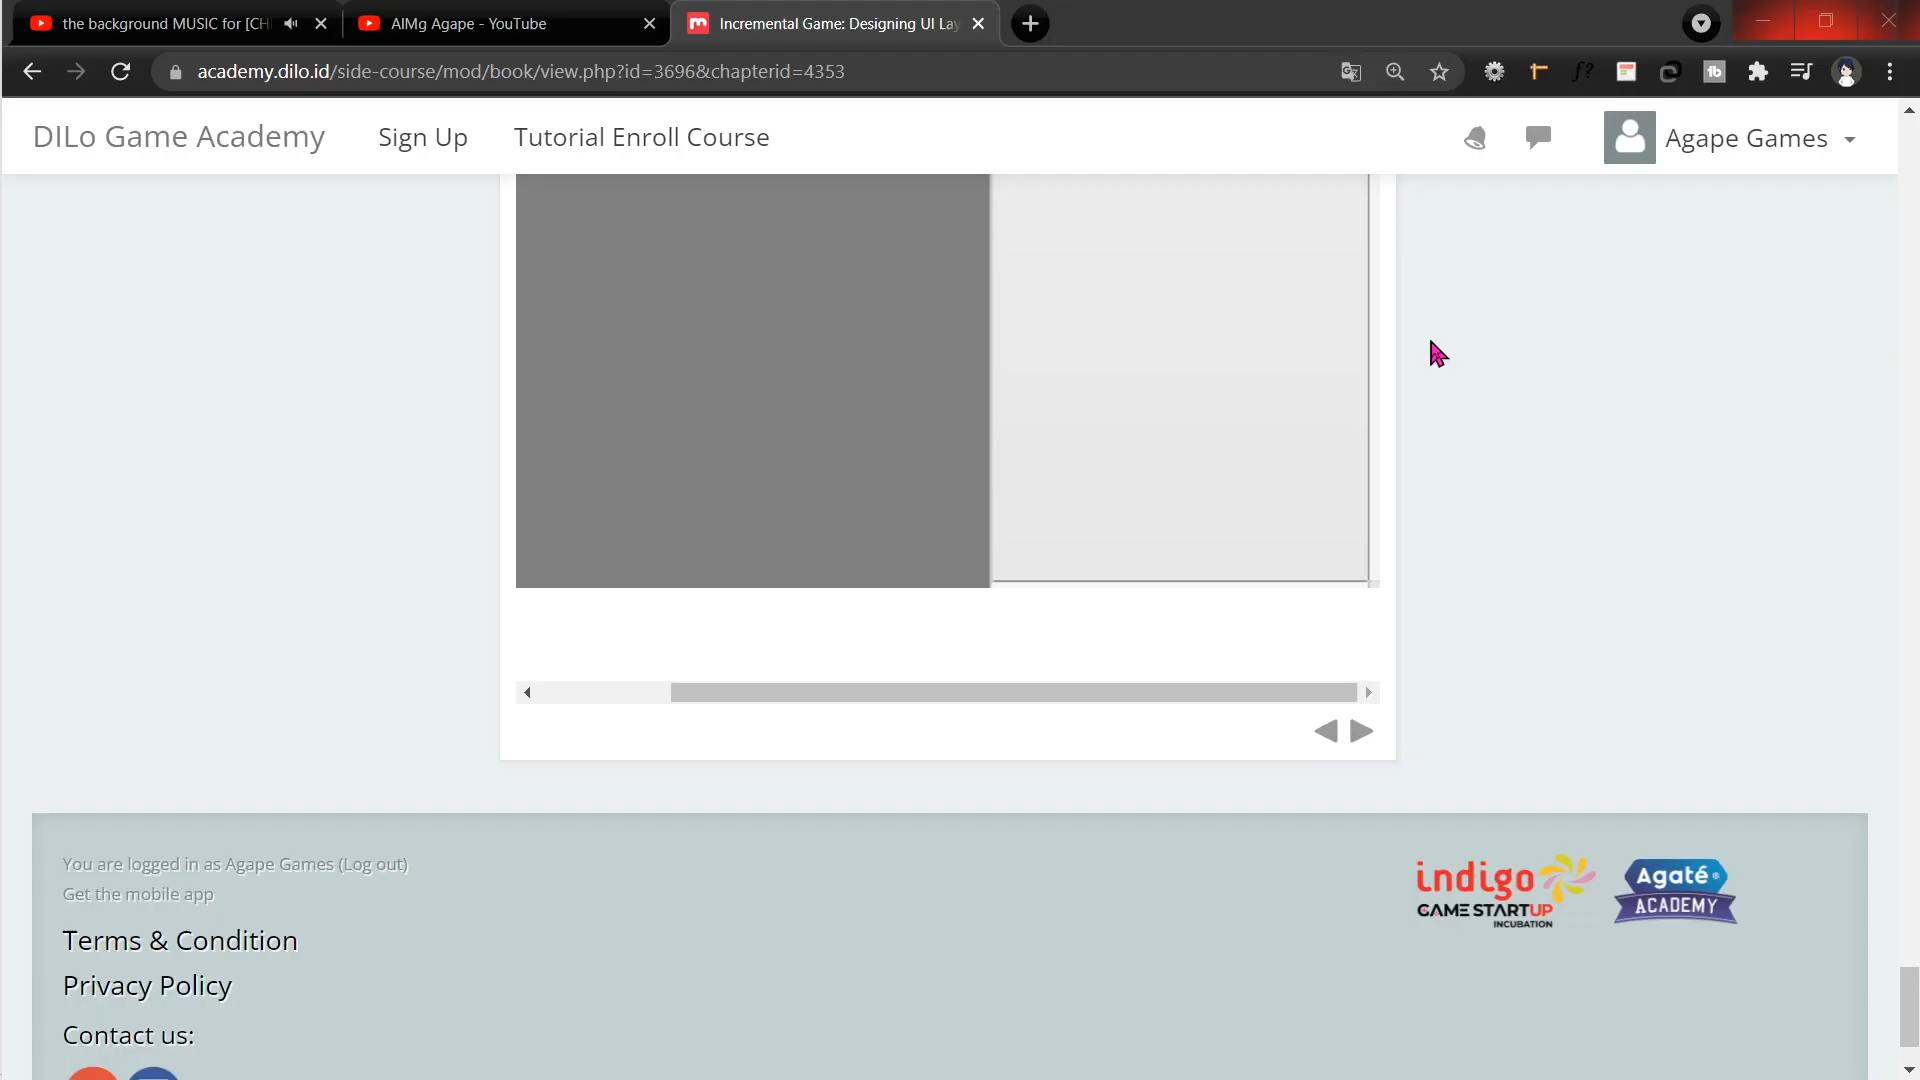 the background MUSIC for [CH
AIMg Agape - YouTube
Incremental Game: Designing UI Lay
academy.dilo.id/side-course/mod/book/view.php?id=3696&chapterid=4353
DILo Game Academy
Sign Up
Tutorial Enroll Course
Agape Games
You are logged in as Agape Games (Log out)
Get the mobile app
Terms & Condition
Privacy Policy
Contact us:
indigo
GAME STARTUP
INCUBATION
Agaté
ACADEMY